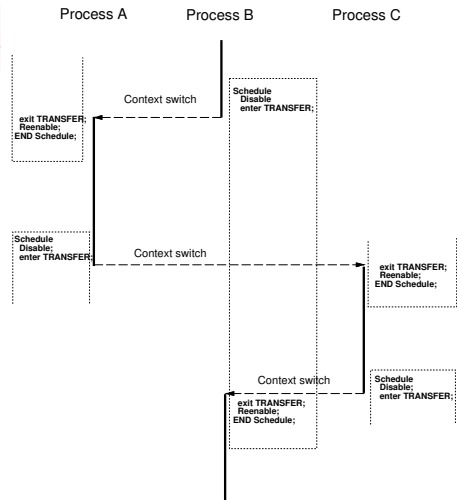 Process A
Process B
Process C
Context switch
Schedule
Disable
enter TRANSFER;
exit TRANSFER;
Reenable;
END Schedule;
Schedule
Disable;
enter TRANSFER;
Context switch
exit TRANSFER;
Reenable;
END Schedule;
Context switch
Schedule
Disable;
enter TRANSFER;
exit TRANSFER;
Reenable;
END Schedule;